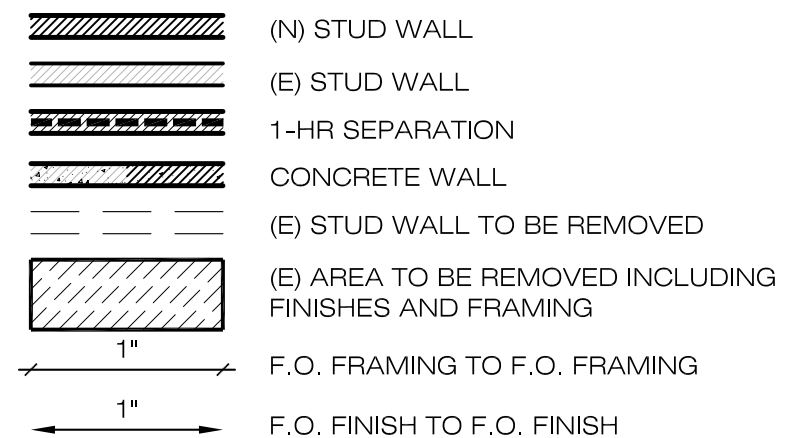 (N) STUD WALL
(E) STUD WALL
1-HR SEPARATION
CONCRETE WALL
(E) STUD WALL TO BE REMOVED
(E) AREA TO BE REMOVED INCLUDING
FINISHES AND FRAMING
1"
F.O. FRAMING TO F.O. FRAMING
1"
F.O. FINISH TO F.O. FINISH